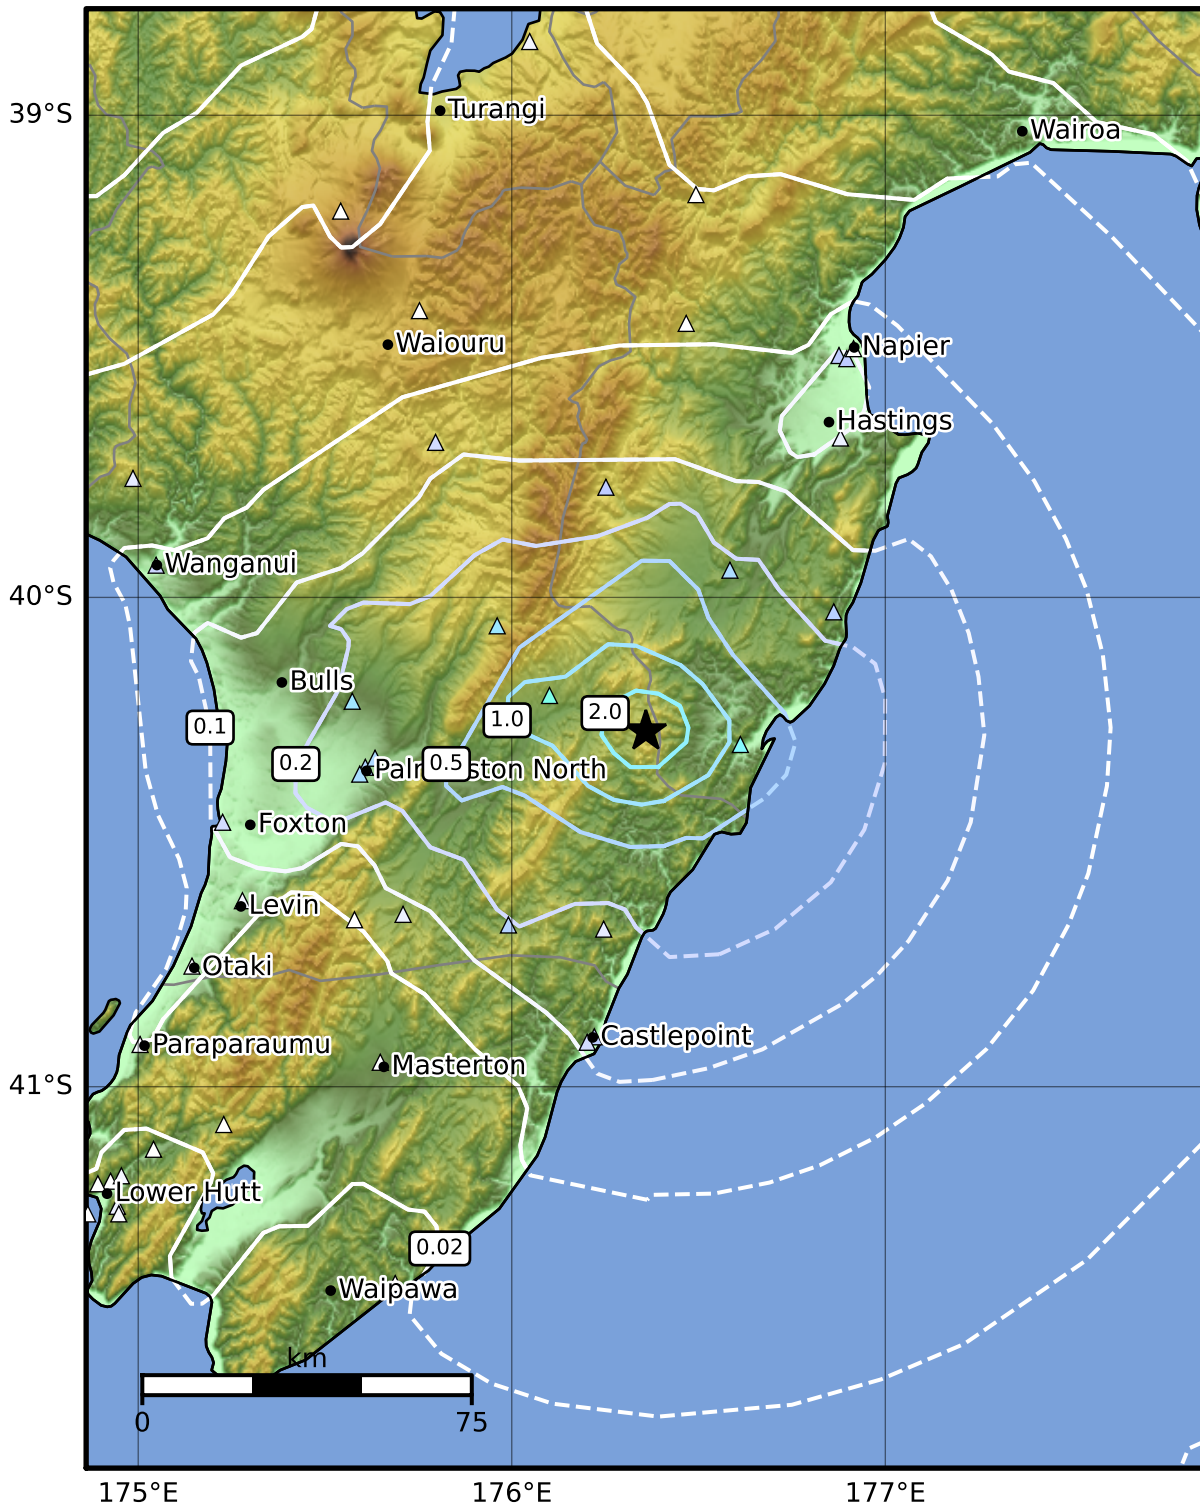 Turangi
39°S
Wairoa
Waiouru
Napier
Hastings
Wanganui
40°S
Bulls
0.1
1.0
2.0
0.2
0.5
Palm
ston North
Foxton
Levin
Otaki
Castlepoint
Paraparaumu
Masterton
41°S
Lower Hutt
0.02
Waipawa
km
0
75
175°E
176°E
177°E